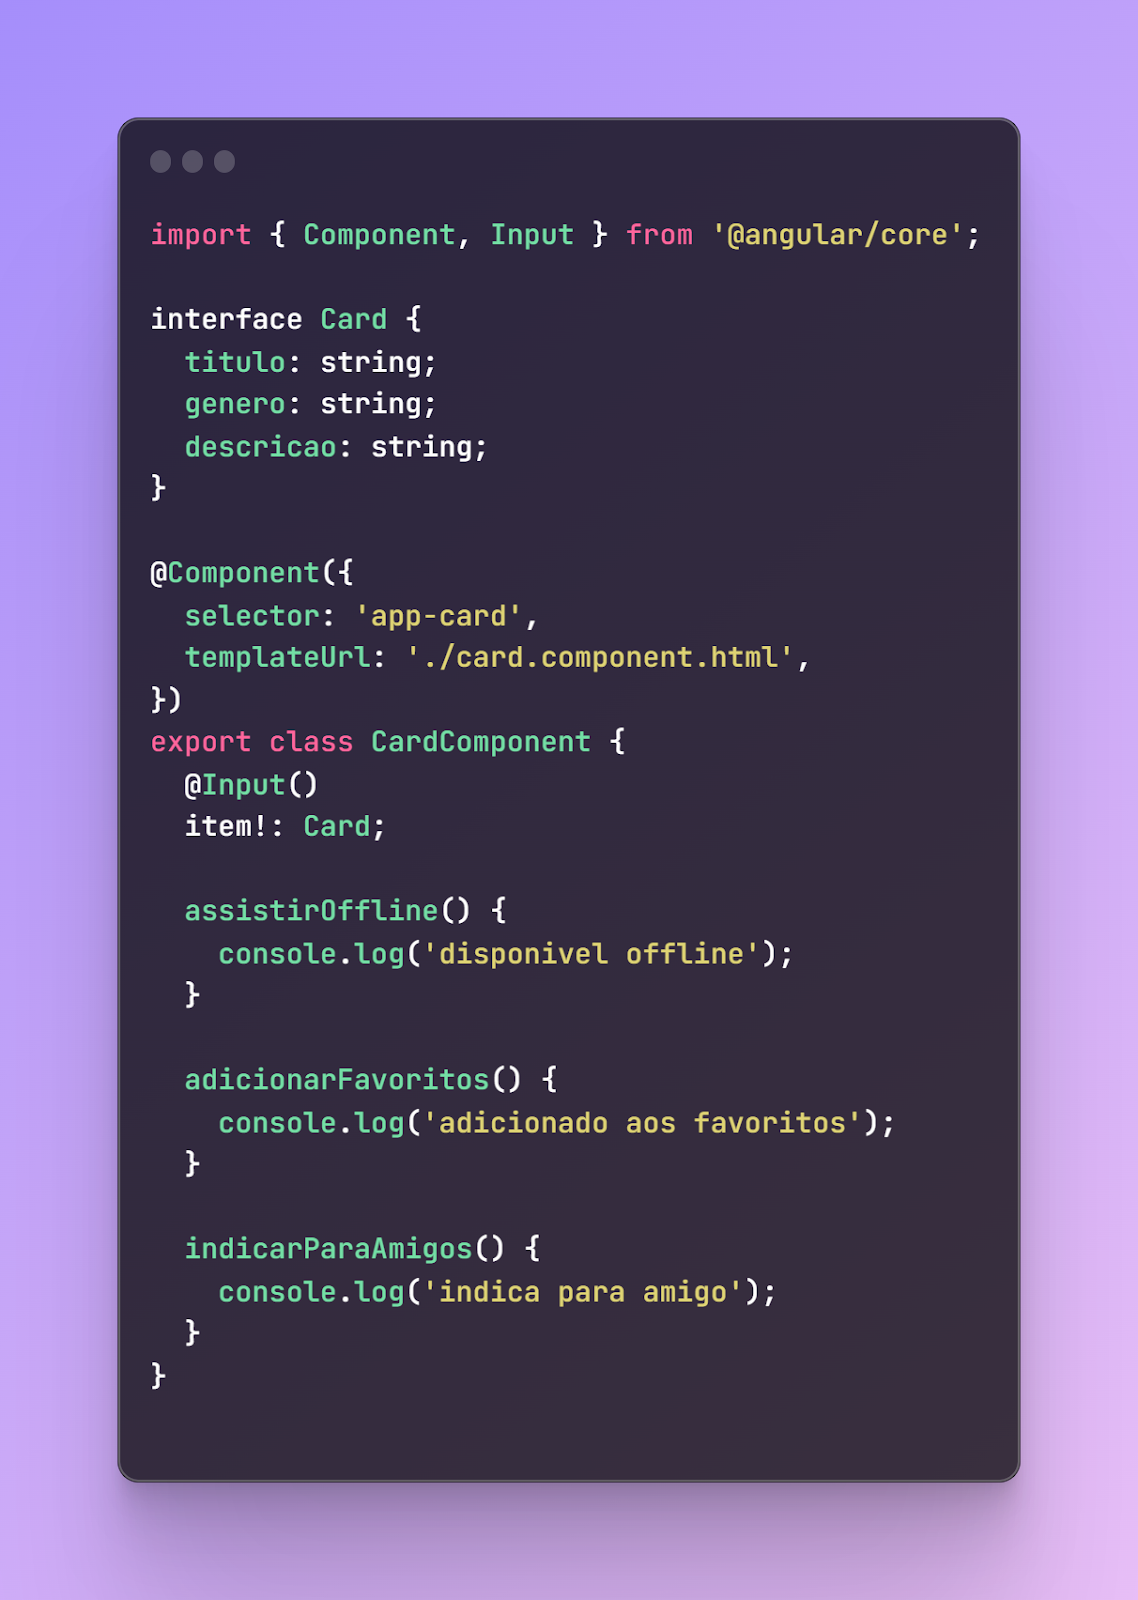 import { Component, Input } from '@angular/core';
interface Card {
  titulo: string;
  genero: string;
  descricao: string;
}
@Component({
  selector: 'app-card',
  templateUrl: './card.component.html',
})
export class CardComponent {
  @Input()
  item!: Card;
  assistirOffline() {
    console.log('disponivel offline');
  }
  adicionarFavoritos() {
    console.log('adicionado aos favoritos');
  }
  indicarParaAmigos() {
    console.log('indica para amigo');
  }
}